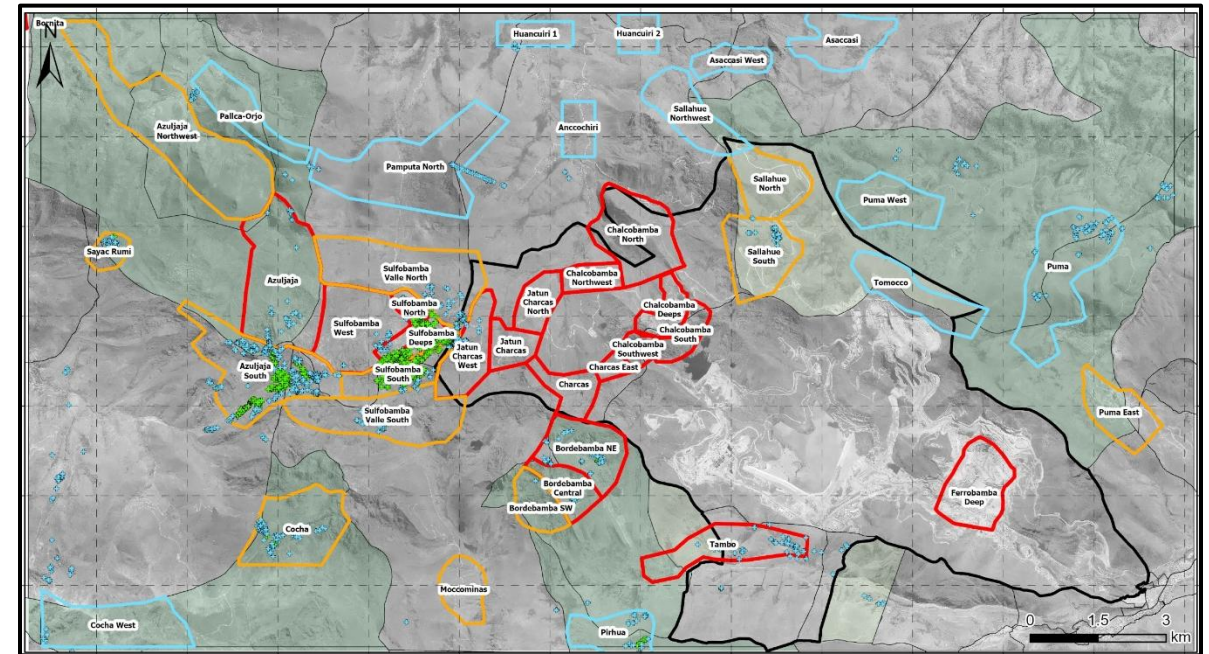 Bornita
N
Huancuiri 1
Huancuiri 2
Asaccasi
Asaccasi West
Pallca-Orjo
Azuljaja
Northwest
Sallahue
Northwest
Anccochiri
Pamputa North
Sallahue
North
Puma West
Sayac Rumi
Chalcobamba
North
Sallahue
South
Puma
Azuljaja
Sulfobamba
Valle North
Chalcobamba
Northwest
Tomocco
Jatun
Charcas
North
Sulfobamba
North
Chalcobamba
Deeps
Sulfobamba
West
Sulfobamba
Deeps
Chalcobamba
South
Jatun
Charcas
Chalcobamba
Southwest
Jatun
Charcas
West
Azuljaja
South
Sulfobamba
South
Charcas East
Charcas
Sulfobamba
Valle South
Puma East
Bordebamba NE
Bordebamba
Central
Bordebamba SW
Ferrobamba
Deep
Cocha
Tambo
Moccominas
Cocha West
Pirhua
0 1.5 3
km